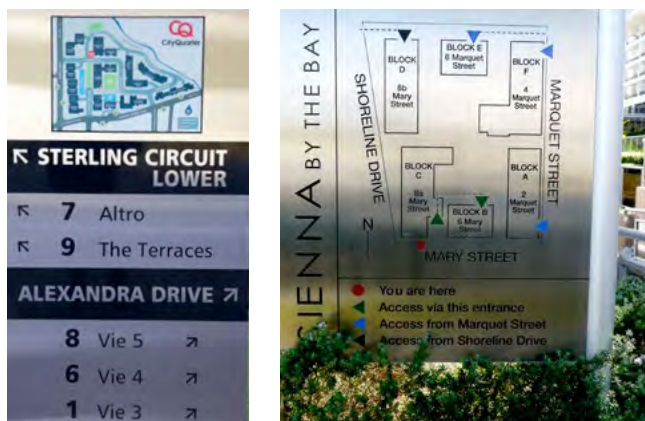 CQ
CityQuarter
STERLING CIRCUIT
LOWER
7 Altro
9 The Terraces
ALEXANDRA DRIVE
8 Vie 5
6 Vie 4
1 Vie 3
SIENNA BY THE BAY
BLOCK
D
8b
Mary
Street
BLOCK E
6 Marquet
Street
BLOCK
F
4
Marquet
Street
SHORELINE DRIVE
MARQUET STREET
BLOCK
C
8a
Mary
Street
BLOCK B
6 Mary
Street
BLOCK
A
2
Marquet
Street
N
MARY STREET
You are here
Access via this entrance
Access from Marquet Street
Access from Shoreline Drive